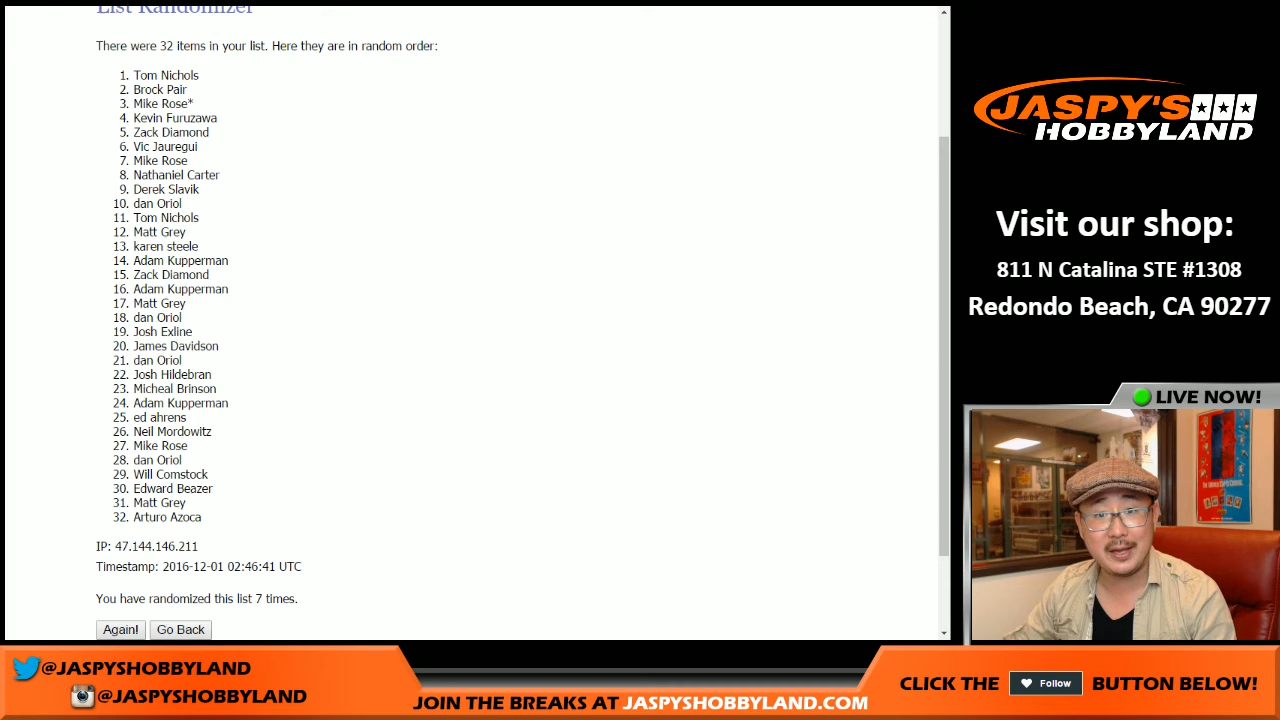 List Randomizer
There were 32 items in your list. Here they are in random order:
1. Tom Nichols
2. Brock Pair
3. Mike Rose*
4. Kevin Furuzawa
5. Zack Diamond
6. Vic Jauregui
7. Mike Rose
8. Nathaniel Carter
9. Derek Slavik
10. dan Oriol
11. Tom Nichols
12. Matt Grey
13. karen steele
14. Adam Kupperman
15. Zack Diamond
16. Adam Kupperman
17. Matt Grey
18. dan Oriol
19. Josh Exline
20. James Davidson
21. dan Oriol
22. Josh Hildebran
23. Micheal Brinson
24. Adam Kupperman
25. ed ahrens
26. Neil Mordowitz
27. Mike Rose
28. dan Oriol
29. Will Comstock
30. Edward Beazer
31. Matt Grey
32. Arturo Azoca
IP: 47.144.146.211
Timestamp: 2016-12-01 02:46:41 UTC
You have randomized this list 7 times.
Again! Go Back
JASPY'S
HOBBYLAND
Visit our shop:
811 N Catalina STE #1308
Redondo Beach, CA 90277
LIVE NOW!
@JASPYSHOBBYLAND
@JASPYSHOBBYLAND
JOIN THE BREAKS AT JASPYSHOBBYLAND.COM
CLICK THE Follow BUTTON BELOW!